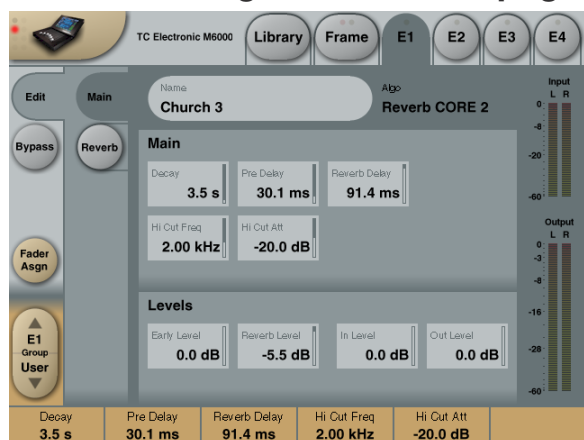 TC Electronic M6000
Library
Frame
E1
E2
E3
E4
Edit
Main
Name
Church 3
Algo
Reverb CORE 2
Input
L R
0
-8
-20
-60
Bypass
Reverb
Main
Decay
3.5 s
Pre Delay
30.1 ms
Reverb Delay
91.4 ms
Hi Cut Freq
2.00 kHz
Hi Cut Att
-20.0 dB
Output
L R
0
-3
-8
-16
-28
-60
Fader
Asgn
Levels
Early Level
0.0 dB
Reverb Level
-5.5 dB
In Level
0.0 dB
Out Level
0.0 dB
E1
Group
User
Decay
3.5 s
Pre Delay
30.1 ms
Reverb Delay
91.4 ms
Hi Cut Freq
2.00 kHz
Hi Cut Att
-20.0 dB